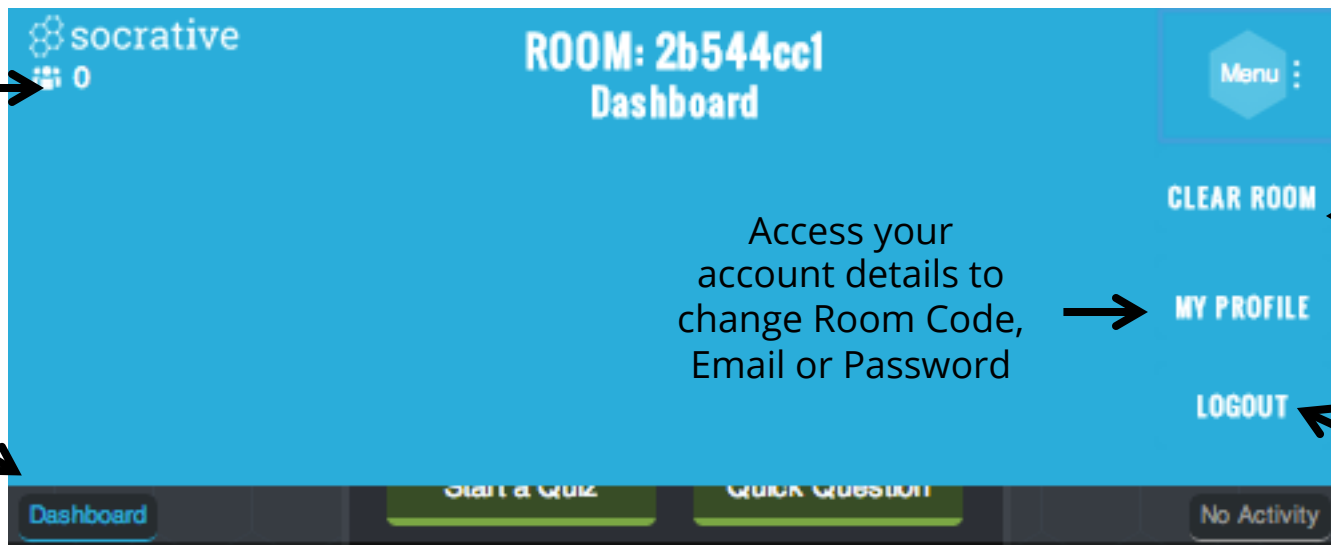 socrative
0
ROOM: 2b544cc1
Dashboard
Menu
CLEAR ROOM
Access your
account details to
change Room Code,
Email or Password
MY PROFILE
LOGOUT
Start a Quiz
Quick Question
Dashboard
No Activity